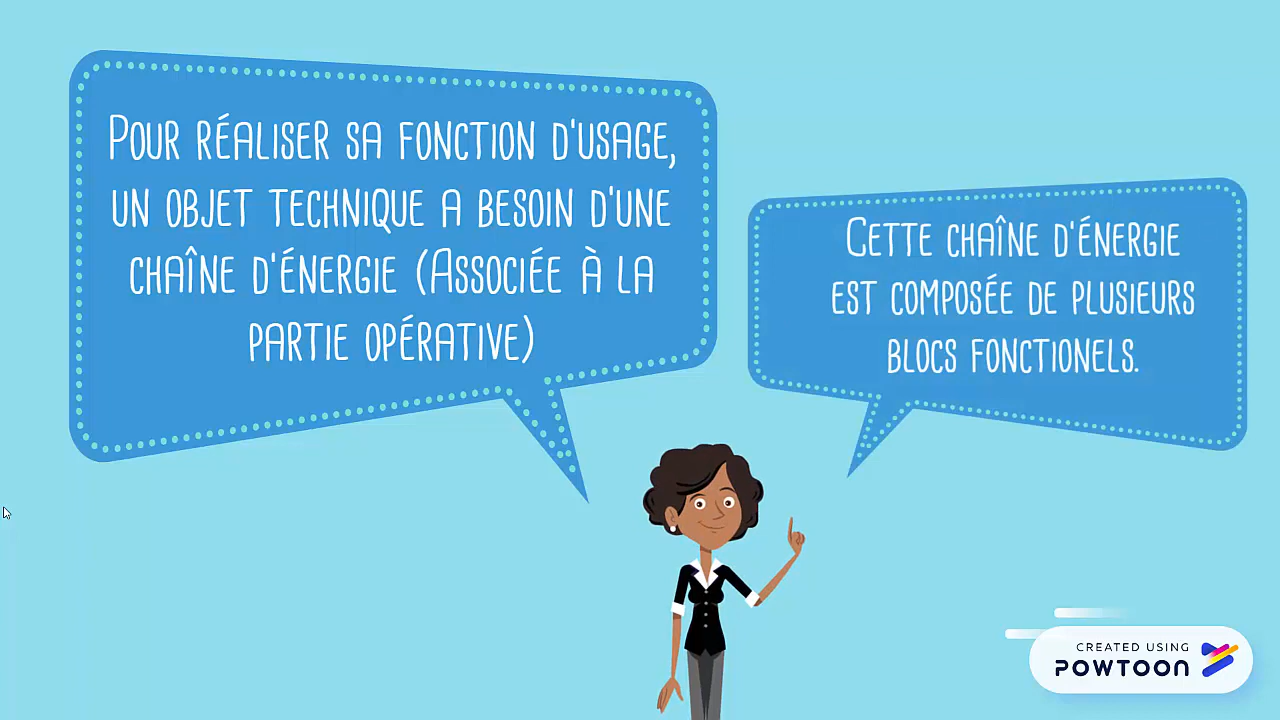 Pour réaliser sa fonction d'usage,
un objet technique a besoin d'une
chaîne d'énergie (Associée à la
partie opérative)
Cette chaîne d'énergie
est composée de plusieurs
blocs fonctionels.
CREATED USING
POWTOON